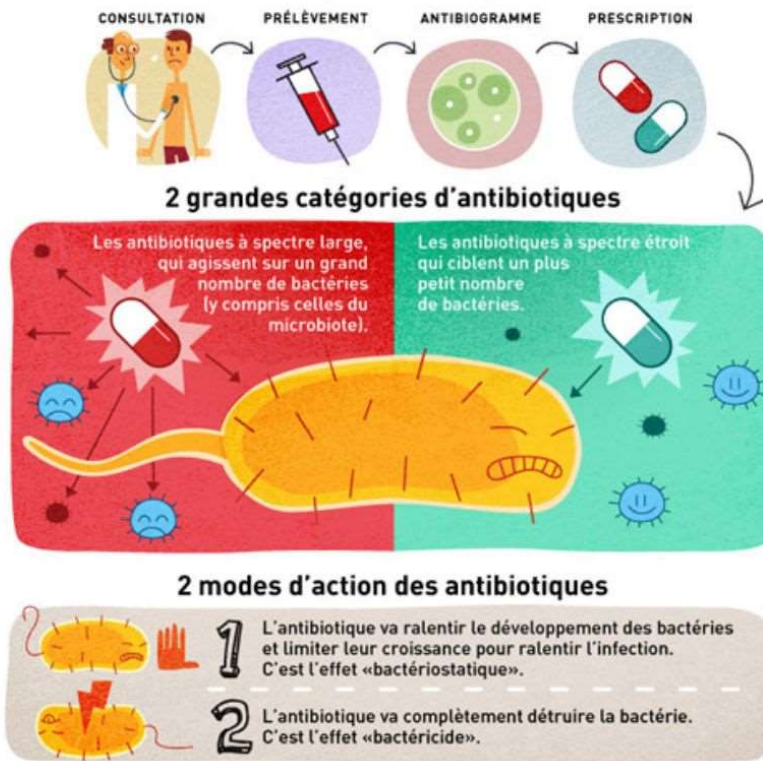 CONSULTATION
PRÉLÈVEMENT
ANTIBIOGRAMME
PRESCRIPTION
2 grandes catégories d'antibiotiques
Les antibiotiques à spectre large,
qui agissent sur un grand
nombre de bactéries
(y compris celles du
microbiote).
Les antibiotiques à spectre étroit
qui ciblent un plus
petit nombre
de bactéries.
2 modes d'action des antibiotiques
1
L'antibiotique va ralentir le développement des bactéries
et limiter leur croissance pour ralentir l'infection.
C'est l'effet «bactériostatique».
2
L'antibiotique va complètement détruire la bactérie.
C'est l'effet «bactéricide».